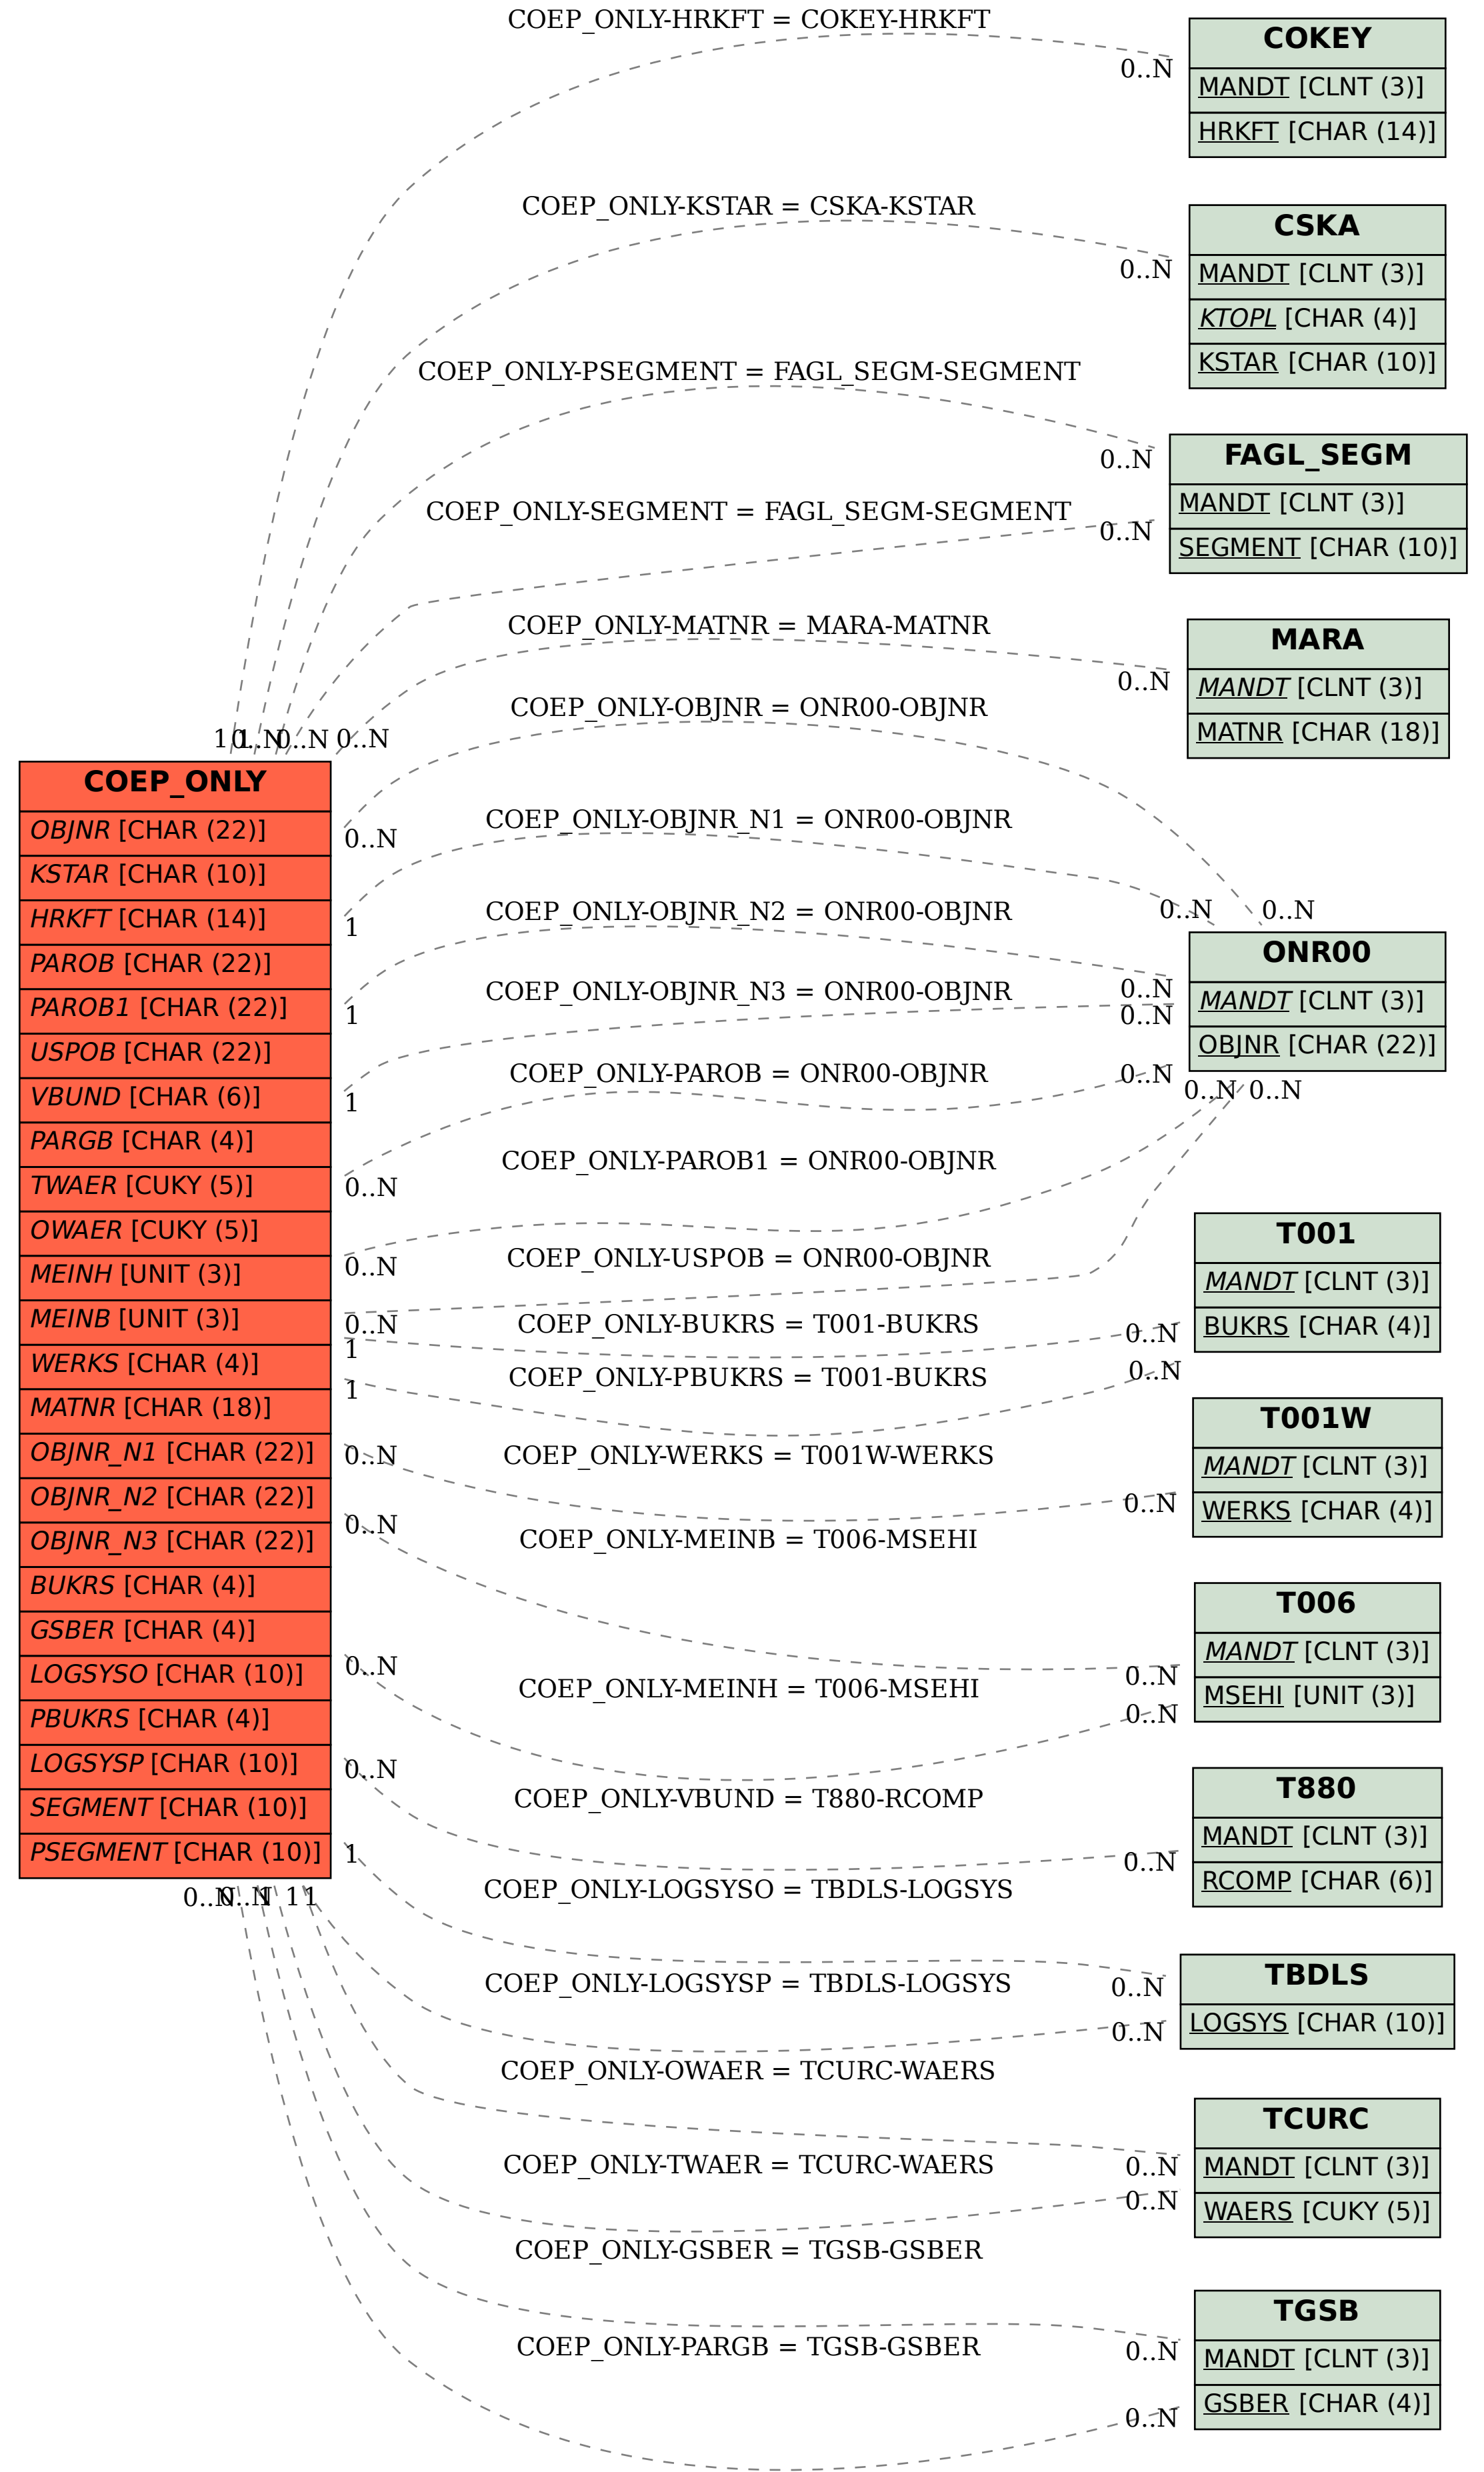 COEP_ONLY-HRKFT = COKEY-HRKFT
0..N
COKEY
MANDT [CLNT (3)]
HRKFT [CHAR (14)]
COEP_ONLY-KSTAR = CSKA-KSTAR
0..N
CSKA
MANDT [CLNT (3)]
KTOPL [CHAR (4)]
KSTAR [CHAR (10)]
COEP_ONLY-PSEGMENT = FAGL_SEGM-SEGMENT
0..N
COEP_ONLY-SEGMENT = FAGL_SEGM-SEGMENT
0..N
FAGL_SEGM
MANDT [CLNT (3)]
SEGMENT [CHAR (10)]
COEP_ONLY-MATNR = MARA-MATNR
0..N
MARA
MANDT [CLNT (3)]
MATNR [CHAR (18)]
1
0..N
1
0..N
0..N
COEP_ONLY
OBJNR [CHAR (22)]
KSTAR [CHAR (10)]
HRKFT [CHAR (14)]
PAROB [CHAR (22)]
PAROB1 [CHAR (22)]
USPOB [CHAR (22)]
VBUND [CHAR (6)]
PARGB [CHAR (4)]
TWAER [CUKY (5)]
OWAER [CUKY (5)]
MEINH [UNIT (3)]
MEINB [UNIT (3)]
WERKS [CHAR (4)]
MATNR [CHAR (18)]
OBJNR_N1 [CHAR (22)]
OBJNR_N2 [CHAR (22)]
OBJNR_N3 [CHAR (22)]
BUKRS [CHAR (4)]
GSBER [CHAR (4)]
LOGSYSO [CHAR (10)]
PBUKRS [CHAR (4)]
LOGSYSP [CHAR (10)]
SEGMENT [CHAR (10)]
PSEGMENT [CHAR (10)]
COEP_ONLY-OBJNR = ONR00-OBJNR
0..N
0..N
COEP_ONLY-OBJNR_N1 = ONR00-OBJNR
1
0..N
COEP_ONLY-OBJNR_N2 = ONR00-OBJNR
1
0..N
COEP_ONLY-OBJNR_N3 = ONR00-OBJNR
1
0..N
ONR00
MANDT [CLNT (3)]
OBJNR [CHAR (22)]
COEP_ONLY-PAROB = ONR00-OBJNR
0..N
0..N
COEP_ONLY-PAROB1 = ONR00-OBJNR
0..N
0..N
COEP_ONLY-USPOB = ONR00-OBJNR
0..N
0..N
COEP_ONLY-BUKRS = T001-BUKRS
1
0..N
COEP_ONLY-PBUKRS = T001-BUKRS
1
0..N
T001
MANDT [CLNT (3)]
BUKRS [CHAR (4)]
COEP_ONLY-WERKS = T001W-WERKS
0..N
0..N
T001W
MANDT [CLNT (3)]
WERKS [CHAR (4)]
COEP_ONLY-MEINB = T006-MSEHI
0..N
0..N
COEP_ONLY-MEINH = T006-MSEHI
0..N
0..N
T006
MANDT [CLNT (3)]
MSEHI [UNIT (3)]
COEP_ONLY-VBUND = T880-RCOMP
0..N
0..N
T880
MANDT [CLNT (3)]
RCOMP [CHAR (6)]
COEP_ONLY-LOGSYSO = TBDLS-LOGSYS
1
0..N
0..N
0..N
1
1
1
COEP_ONLY-LOGSYSP = TBDLS-LOGSYS
0..N
TBDLS
LOGSYS [CHAR (10)]
COEP_ONLY-OWAER = TCURC-WAERS
0..N
COEP_ONLY-TWAER = TCURC-WAERS
0..N
TCURC
MANDT [CLNT (3)]
WAERS [CUKY (5)]
COEP_ONLY-GSBER = TGSB-GSBER
0..N
COEP_ONLY-PARGB = TGSB-GSBER
0..N
TGSB
MANDT [CLNT (3)]
GSBER [CHAR (4)]